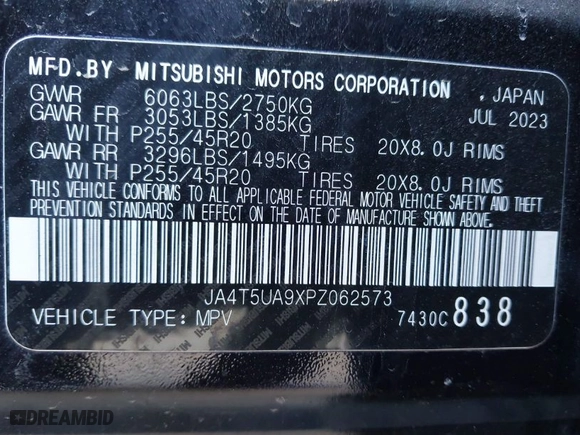 MFD.BY MITSUBISHI MOTORS CORPORATION , JAPAN
GVWR 6063LBS/2750KG JUL 2023
GAWR FR 3053LBS/1385KG
WITH P255/45R20 TIRES 20X8.0J RIMS
GAWR RR 3296LBS/1495KG
WITH P255/45R20 TIRES 20X8.0J RIMS
THIS VEHICLE CONFORMS TO ALL APPLICABLE FEDERAL MOTOR VEHICLE SAFETY AND THEFT
PREVENTION STANDARDS IN EFFECT ON THE DATE OF MANUFACTURE SHOWN ABOVE.
JA4T5UA9XPZ062573
VEHICLE TYPE: MPV 7430C 838
DREAMBID